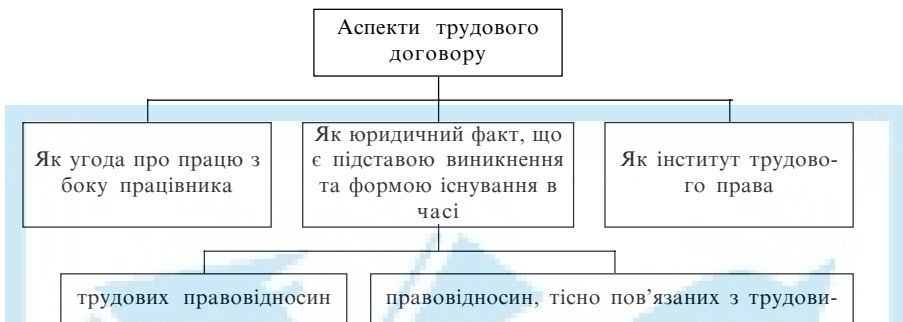 Аспекти трудового
договору
Як угода про працю з
боку працівника
Як юридичний факт, що
є підставою виникнення
та формою існування в
часі
Як інститут трудово-
го права
трудових правовідносин
правовідносин, тісно пов’язаних з трудови-